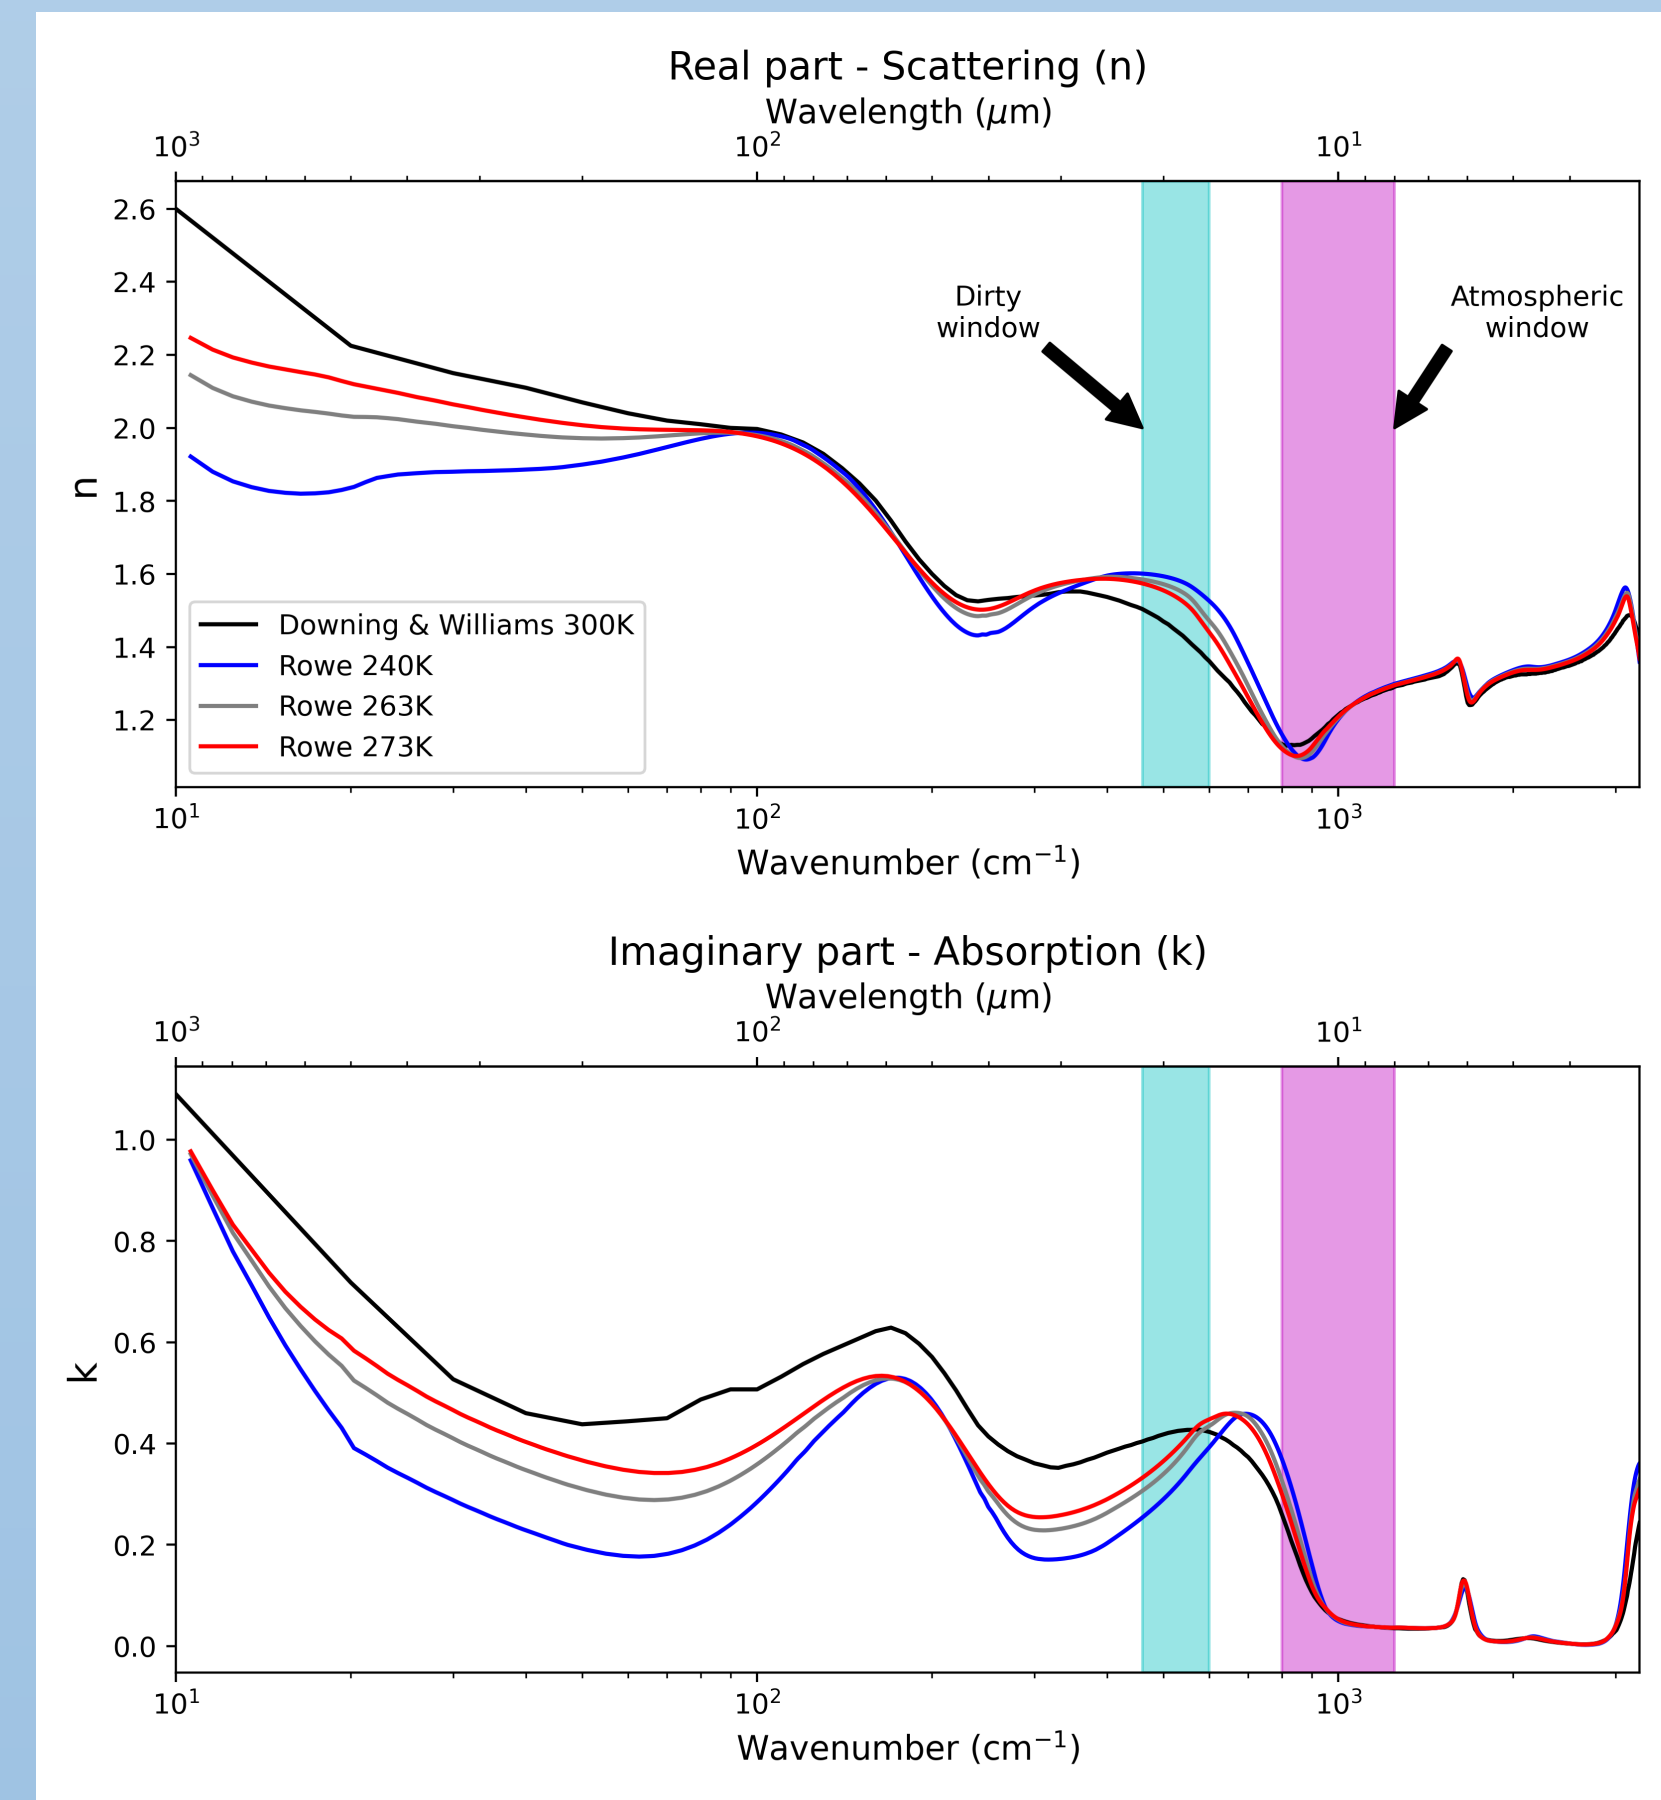 Real part - Scattering (n)
Wavelength (μm)
10³ 10² 10¹
2.6
2.4
2.2
2.0
1.8
1.6
1.4
1.2
n
Dirty
window
Atmospheric
window
Downing & Williams 300K
Rowe 240K
Rowe 263K
Rowe 273K
10¹ 10² 10³
Wavenumber (cm⁻¹)
Imaginary part - Absorption (k)
Wavelength (μm)
10³ 10² 10¹
1.0
0.8
0.6
0.4
0.2
0.0
k
10¹ 10² 10³
Wavenumber (cm⁻¹)